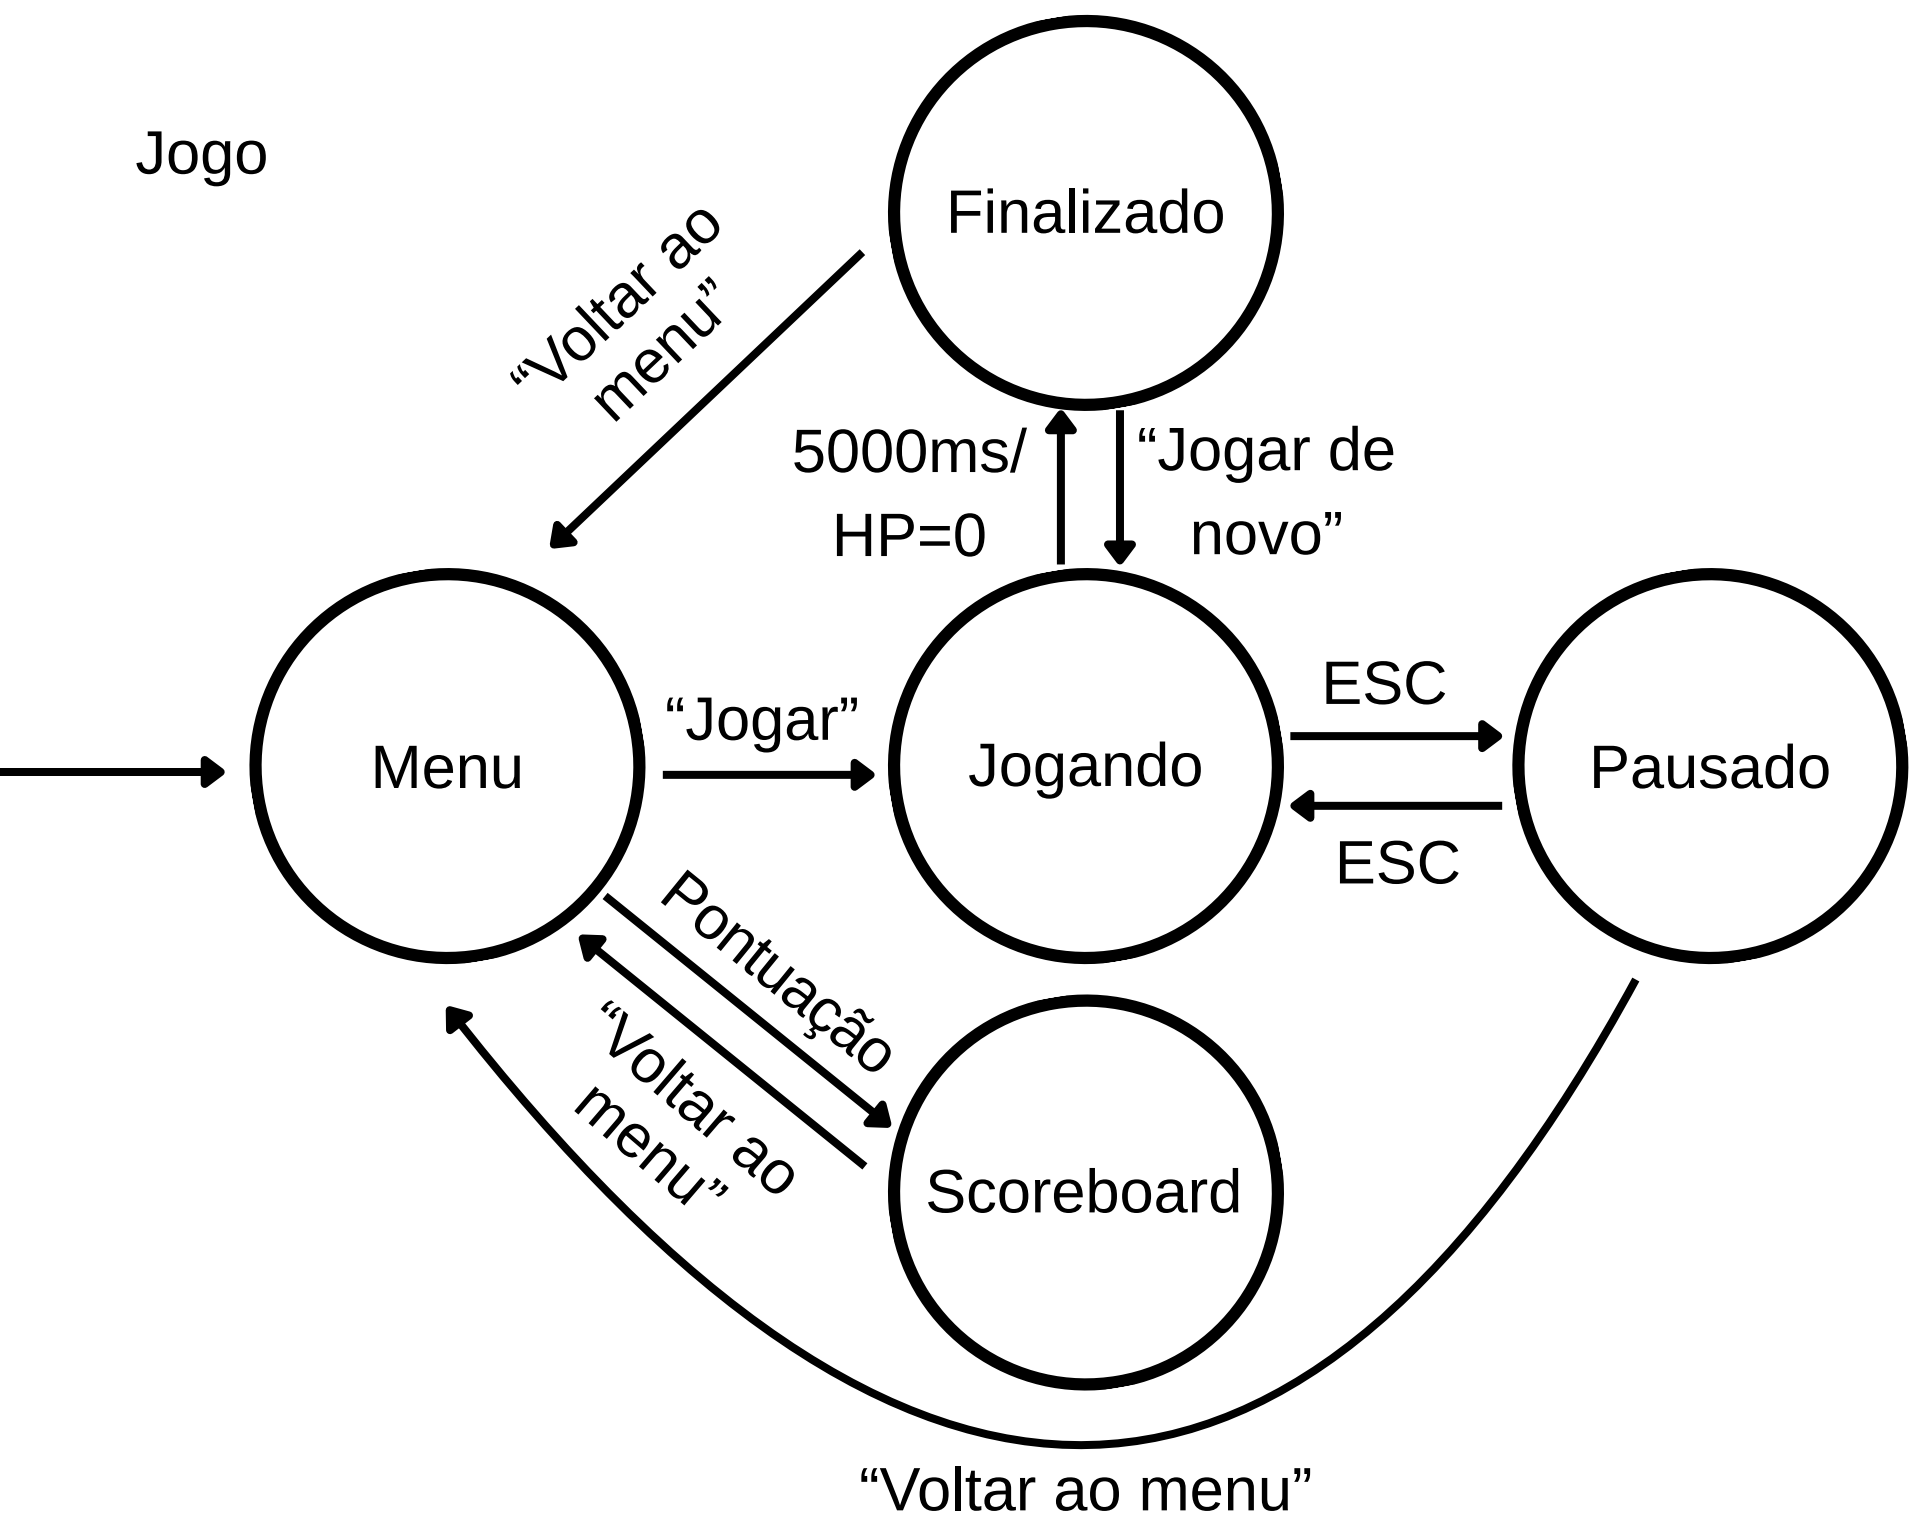 Jogo
Finalizado
“Voltar ao
menu”
5000ms/
HP=0
“Jogar de
novo”
Menu
“Jogar”
Jogando
ESC
ESC
Pausado
Pontuação
“Voltar ao
menu”
Scoreboard
“Voltar ao menu”